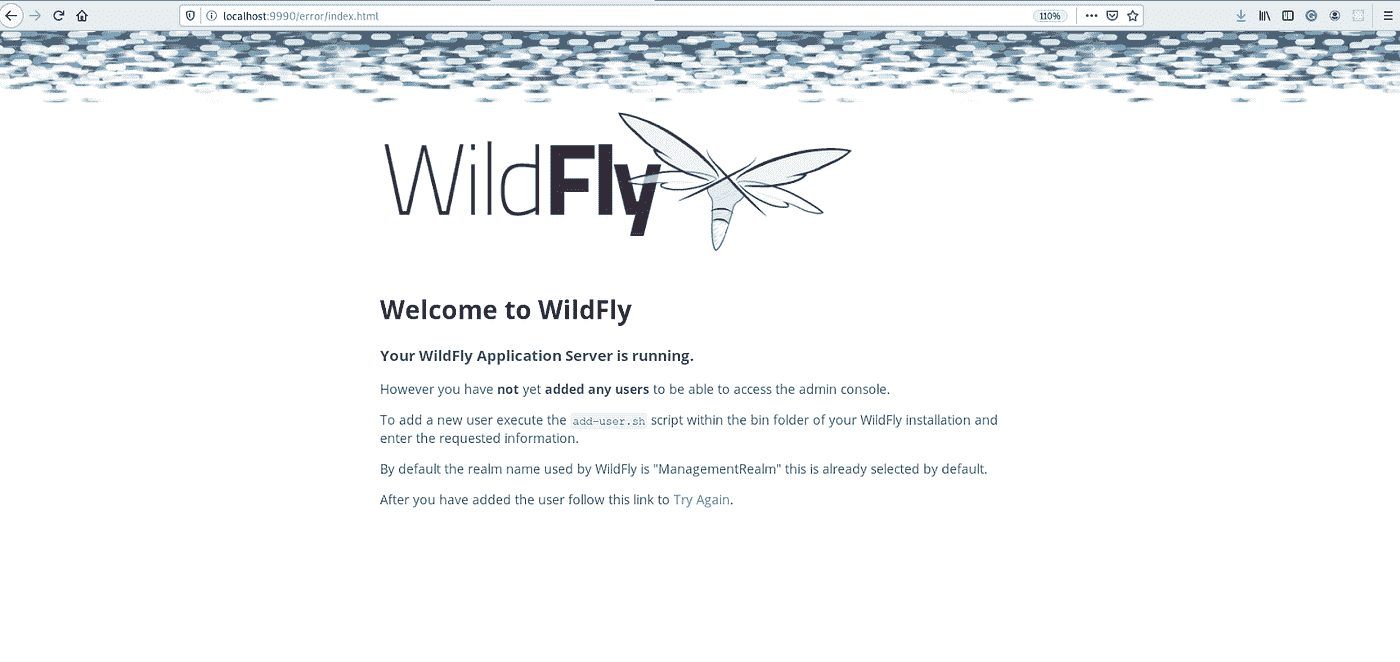 localhost:9990/error/index.html
110%
WildFly
Welcome to WildFly
Your WildFly Application Server is running.
However you have not yet added any users to be able to access the admin console.
To add a new user execute the add-user.sh script within the bin folder of your WildFly installation and
enter the requested information.
By default the realm name used by WildFly is "ManagementRealm" this is already selected by default.
After you have added the user follow this link to Try Again.